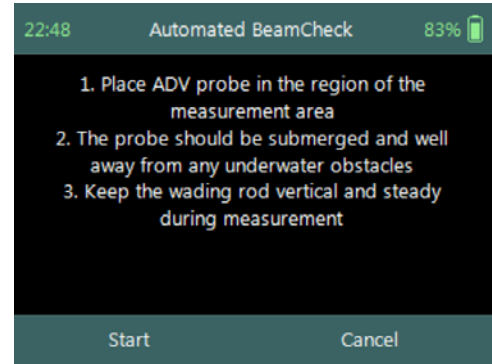 22:48 Automated BeamCheck 83%
1. Place ADV probe in the region of the
measurement area
2. The probe should be submerged and well
away from any underwater obstacles
3. Keep the wading rod vertical and steady
during measurement
Start Cancel